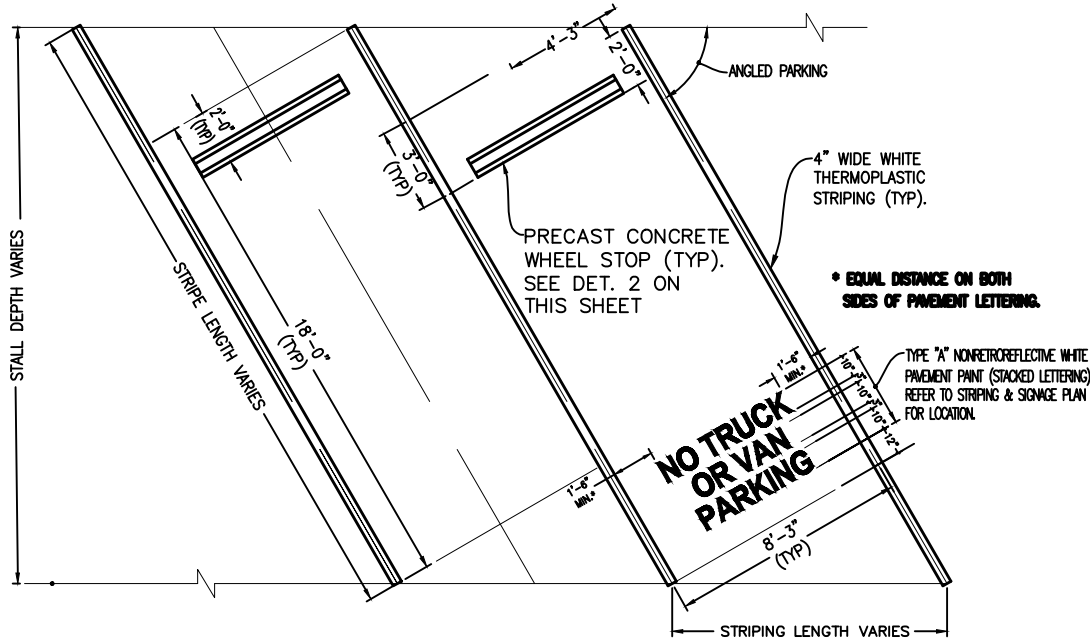 4'-3"
2'-0"
ANGLED PARKING
2'-0"
(TYP)
3'-0"
(TYP)
4" WIDE WHITE
THERMOPLASTIC
STRIPING (TYP).
PRECAST CONCRETE
WHEEL STOP (TYP).
SEE DET. 2 ON
THIS SHEET
* EQUAL DISTANCE ON BOTH
SIDES OF PAVEMENT LETTERING.
STALL DEPTH VARIES
STRIPE LENGTH VARIES
18'-0"
(TYP)
1'-6"
MIN.*
10"
3"
10"
3"
10"
12"
TYPE "A" NONRETROREFLECTIVE WHITE
PAVEMENT PAINT (STACKED LETTERING)
REFER TO STRIPING & SIGNAGE PLAN
FOR LOCATION.
NO TRUCK
OR VAN
PARKING
1'-6"
MIN.*
8'-3"
(TYP)
STRIPING LENGTH VARIES